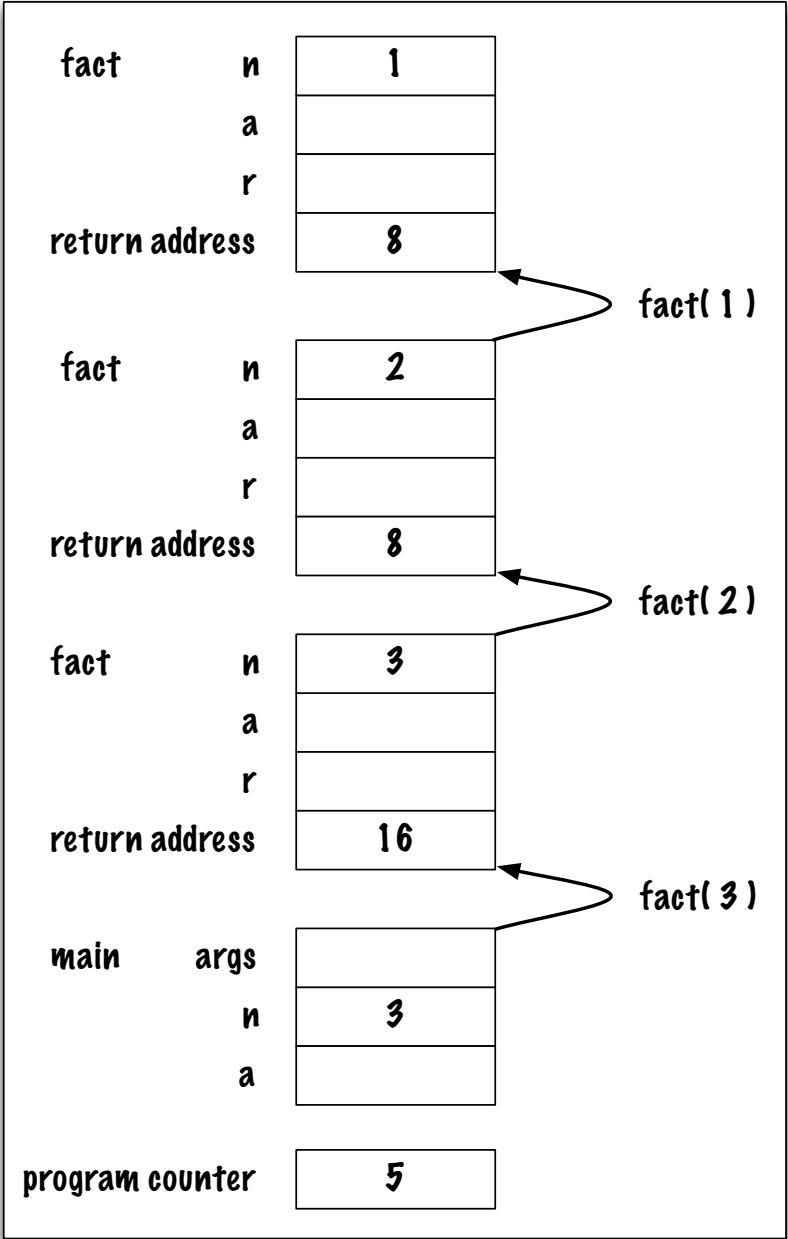 fact n 1
a
r
return address 8
fact( 1 )
fact n 2
a
r
return address 8
fact( 2 )
fact n 3
a
r
return address 16
fact( 3 )
main args
n 3
a
program counter 5